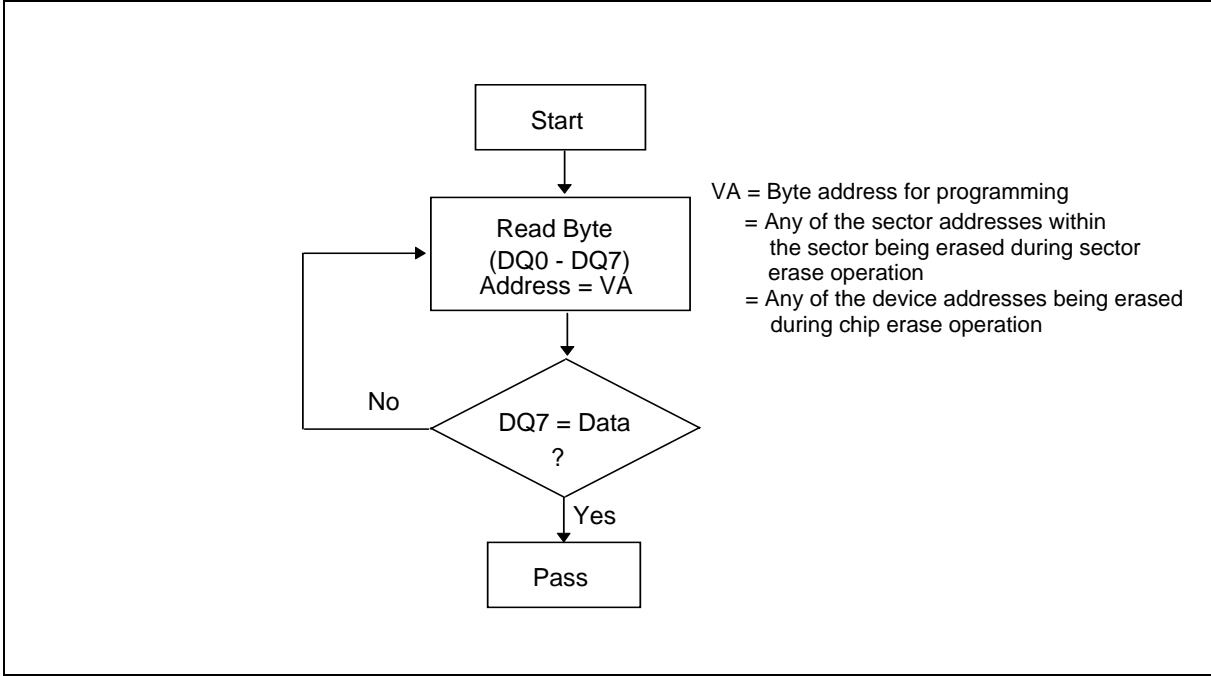 Start
Read Byte
(DQ0 - DQ7)
Address = VA
VA = Byte address for programming
= Any of the sector addresses within
the sector being erased during sector
erase operation
= Any of the device addresses being erased
during chip erase operation
No
DQ7 = Data
?
Yes
Pass